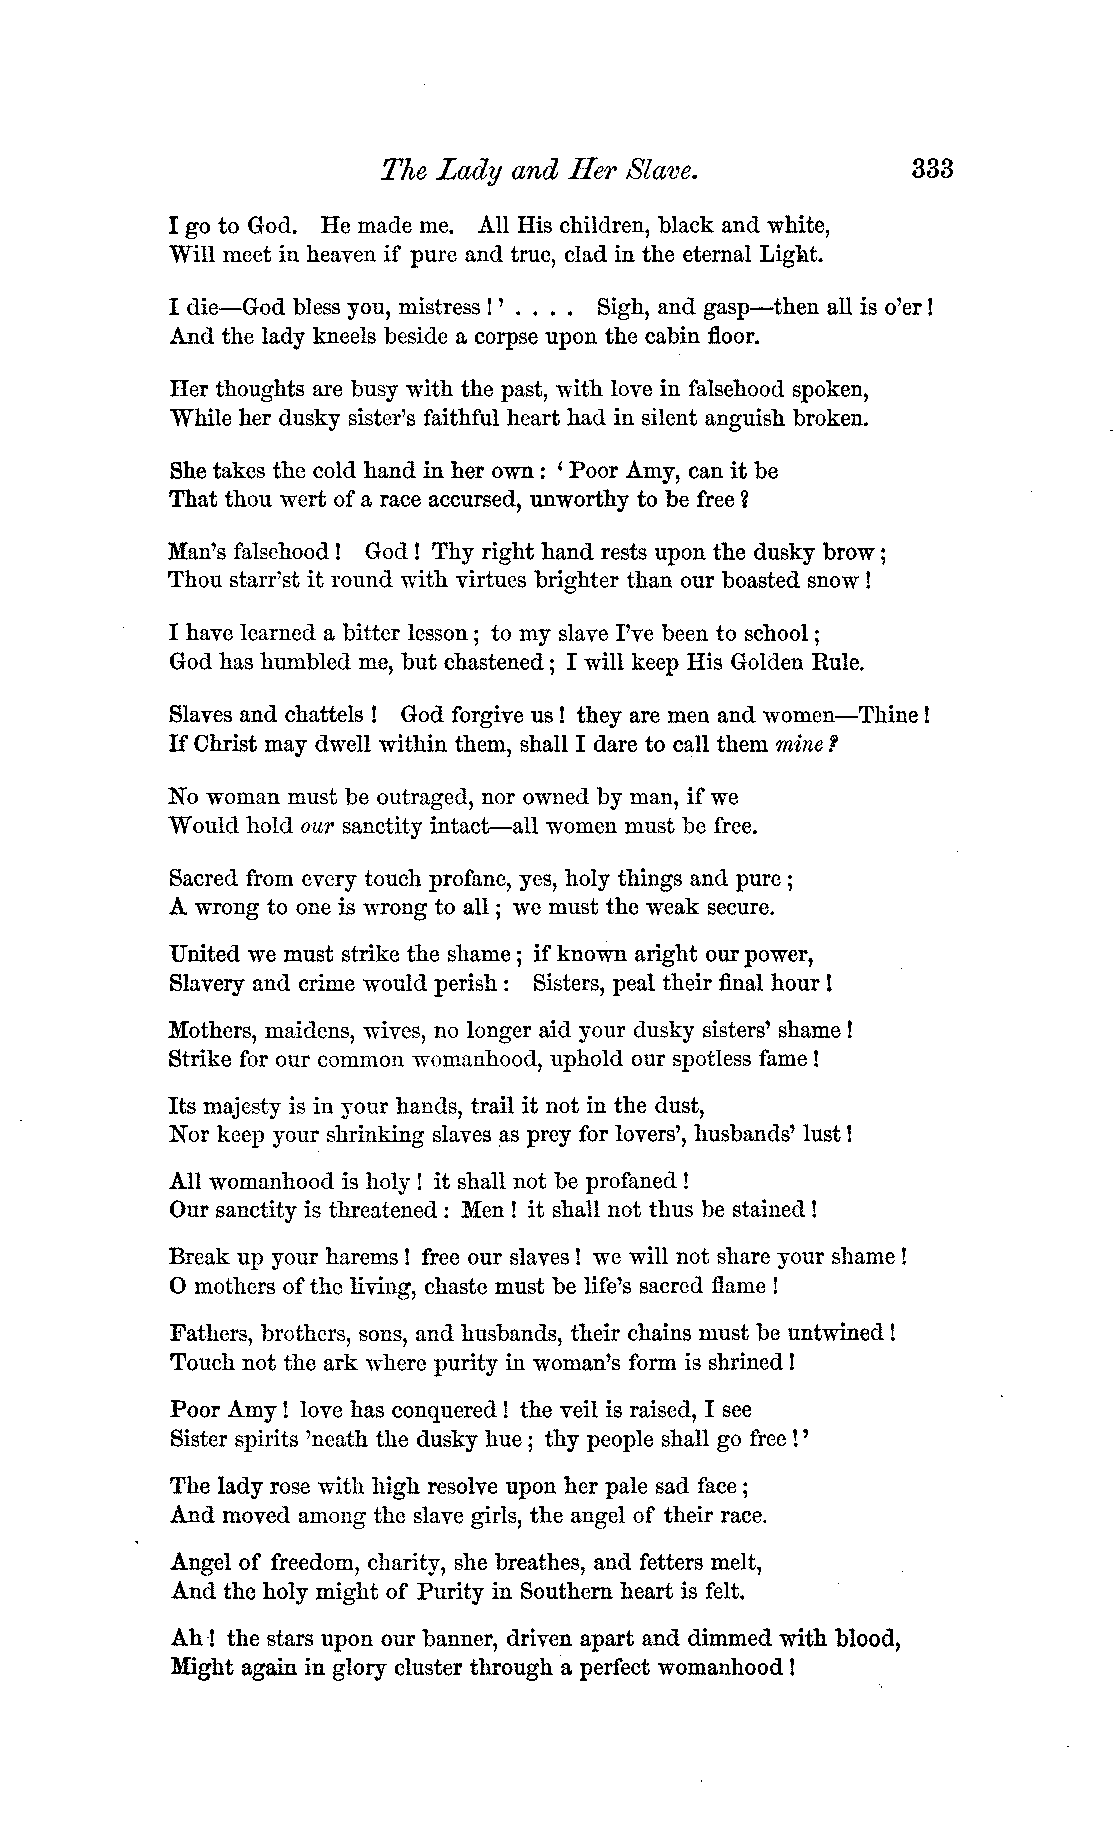 The Lady and Her Slave. 333
I go to God. He made me. All His children, black and white,
Will meet in heaven if pure and true, clad in the eternal Light.
I die—God bless you, mistress!' . . . . Sigh, and gasp—then all is o'er!
And the lady kneels beside a corpse upon the cabin floor.
Her thoughts are busy with the past, with love in falsehood spoken,
While her dusky sister's faithful heart had in silent anguish broken.
She takes the cold hand in her own: 'Poor Amy, can it be
That thou wert of a race accursed, unworthy to be free?
Man's falsehood! God! Thy right hand rests upon the dusky brow;
Thou starr'st it round with virtues brighter than our boasted snow!
I have learned a bitter lesson; to my slave I've been to school;
God has humbled me, but chastened; I will keep His Golden Rule.
Slaves and chattels! God forgive us! they are men and women—Thine!
If Christ may dwell within them, shall I dare to call them mine?
No woman must be outraged, nor owned by man, if we
Would hold our sanctity intact—all women must be free.
Sacred from every touch profane, yes, holy things and pure;
A wrong to one is wrong to all; we must the weak secure.
United we must strike the shame; if known aright our power,
Slavery and crime would perish: Sisters, peal their final hour!
Mothers, maidens, wives, no longer aid your dusky sisters' shame!
Strike for our common womanhood, uphold our spotless fame!
Its majesty is in your hands, trail it not in the dust,
Nor keep your shrinking slaves as prey for lovers', husbands' lust!
All womanhood is holy! it shall not be profaned!
Our sanctity is threatened: Men! it shall not thus be stained!
Break up your harems! free our slaves! we will not share your shame!
O mothers of the living, chaste must be life's sacred flame!
Fathers, brothers, sons, and husbands, their chains must be untwined!
Touch not the ark where purity in woman's form is shrined!
Poor Amy! love has conquered! the veil is raised, I see
Sister spirits 'neath the dusky hue; thy people shall go free!'
The lady rose with high resolve upon her pale sad face;
And moved among the slave girls, the angel of their race.
Angel of freedom, charity, she breathes, and fetters melt,
And the holy might of Purity in Southern heart is felt.
Ah! the stars upon our banner, driven apart and dimmed with blood,
Might again in glory cluster through a perfect womanhood!